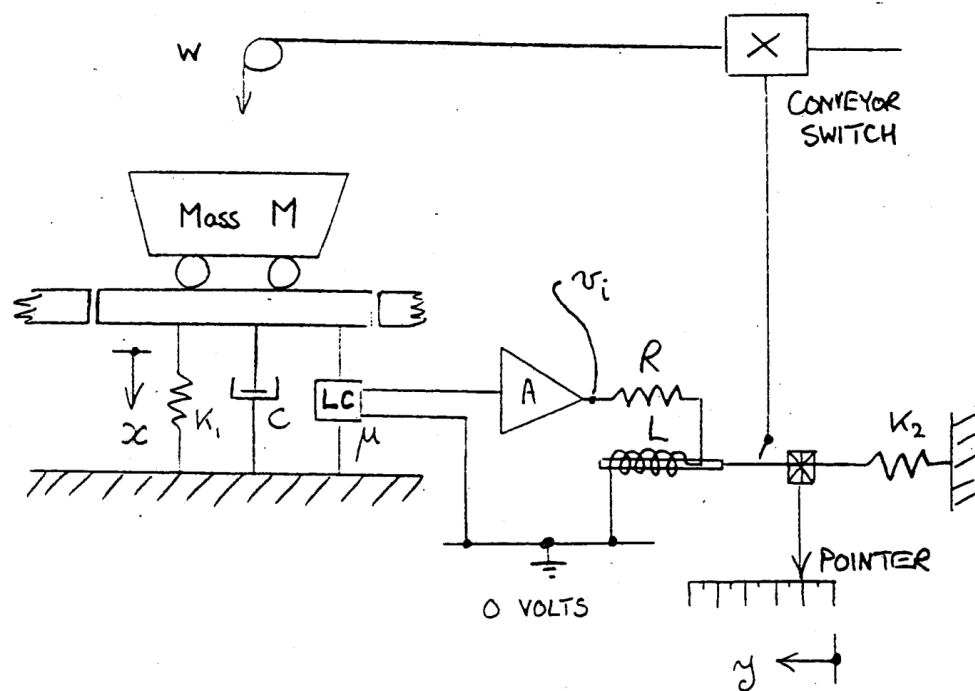 W
X
CONVEYOR
SWITCH
Mass M
v_i
R
A
L
LC
x
K₁
C
μ
K₂
POINTER
0 VOLTS
y